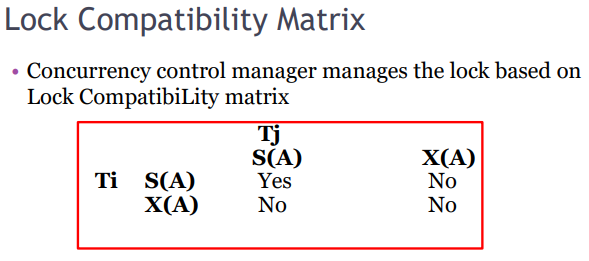 Lock Compatibility Matrix
• Concurrency control manager manages the lock based on
Lock CompatibiLity matrix
Tj
S(A) X(A)
Ti S(A) Yes No
X(A) No No